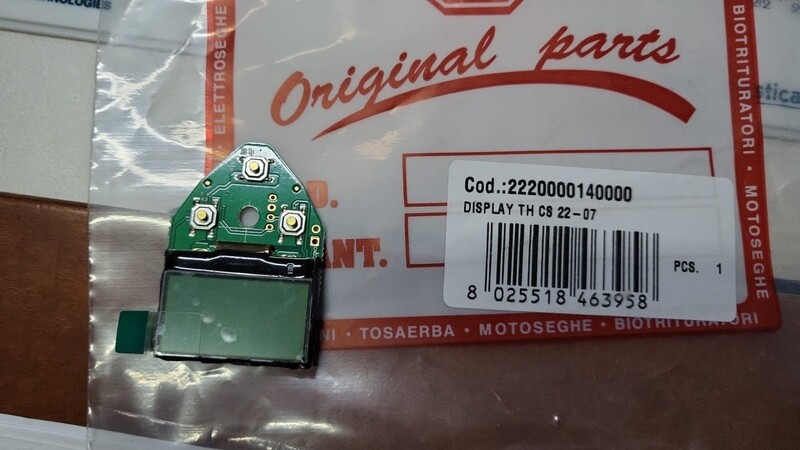 Original parts
ELETTROSEGHE
BIOTRITURATORI
MOTOSEGHE
ANT.
Cod.:2220000140000
DISPLAY TH CS 22-07
PCS. 1
8 025518 463958
NI • TOSAERBA • MOTOSEGHE • BIOTRITURATORI